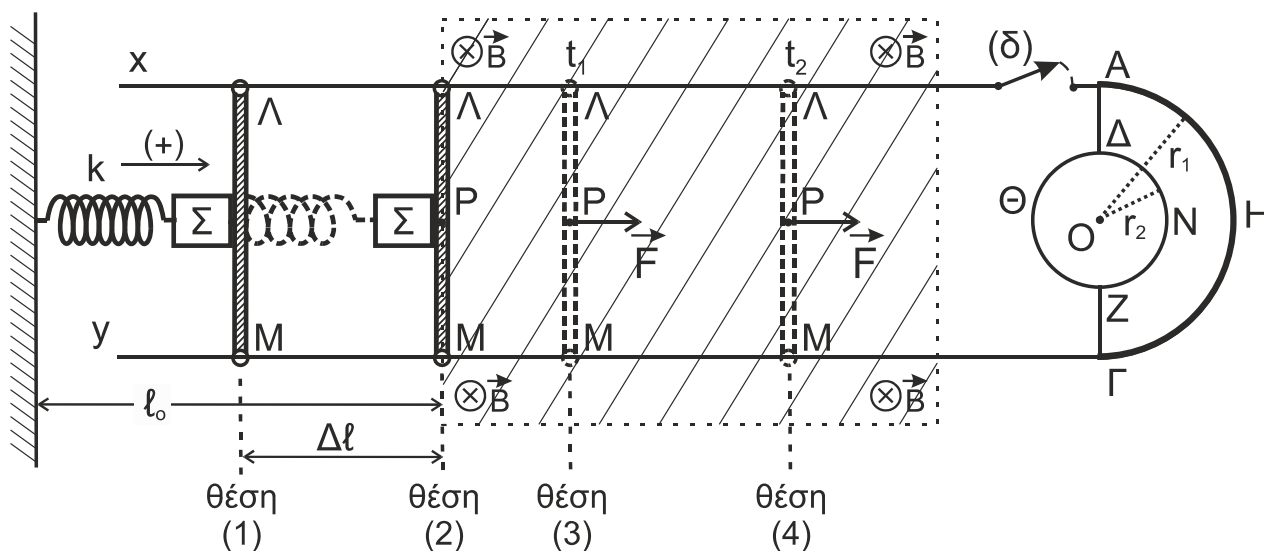 x
Λ
Λ
t₁
Λ
t₂
Λ
⊗ B
⊗ B
(δ)
A
Δ
r₁
k
(+)
Σ
Σ
P
P
F
P
F
Θ
O
r₂
N
H
y
M
M
M
M
Z
Γ
ℓₒ
⊗ B
⊗ B
Δℓ
θέση
(1)
θέση
(2)
θέση
(3)
θέση
(4)